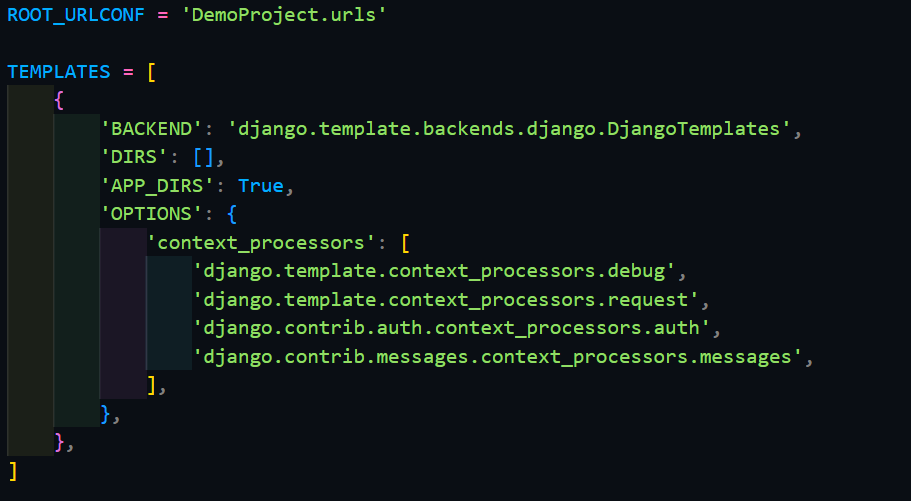 ROOT_URLCONF = 'DemoProject.urls'
TEMPLATES = [
{
'BACKEND': 'django.template.backends.django.DjangoTemplates',
'DIRS': [],
'APP_DIRS': True,
'OPTIONS': {
'context_processors': [
'django.template.context_processors.debug',
'django.template.context_processors.request',
'django.contrib.auth.context_processors.auth',
'django.contrib.messages.context_processors.messages',
],
},
},
]